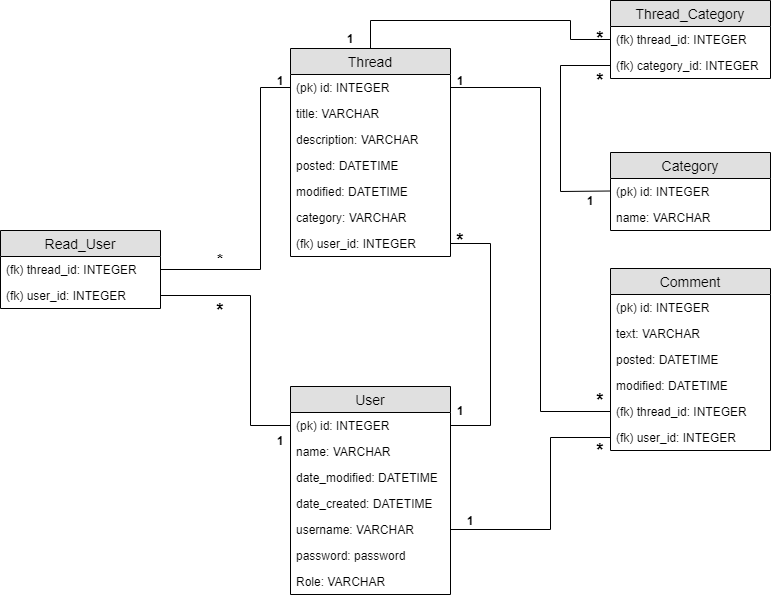 Thread_Category
(fk) thread_id: INTEGER
(fk) category_id: INTEGER
1
*
*
Thread
(pk) id: INTEGER
title: VARCHAR
description: VARCHAR
posted: DATETIME
modified: DATETIME
category: VARCHAR
(fk) user_id: INTEGER
1
1
*
Category
(pk) id: INTEGER
name: VARCHAR
1
Read_User
(fk) thread_id: INTEGER
(fk) user_id: INTEGER
*
*
Comment
(pk) id: INTEGER
text: VARCHAR
posted: DATETIME
modified: DATETIME
(fk) thread_id: INTEGER
(fk) user_id: INTEGER
*
*
User
(pk) id: INTEGER
name: VARCHAR
date_modified: DATETIME
date_created: DATETIME
username: VARCHAR
password: password
Role: VARCHAR
1
1
1